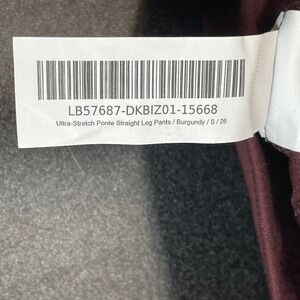 LB57687-DKBIZ01-15668
Ultra-Stretch Ponte Straight Leg Pants / Burgundy / S / 26